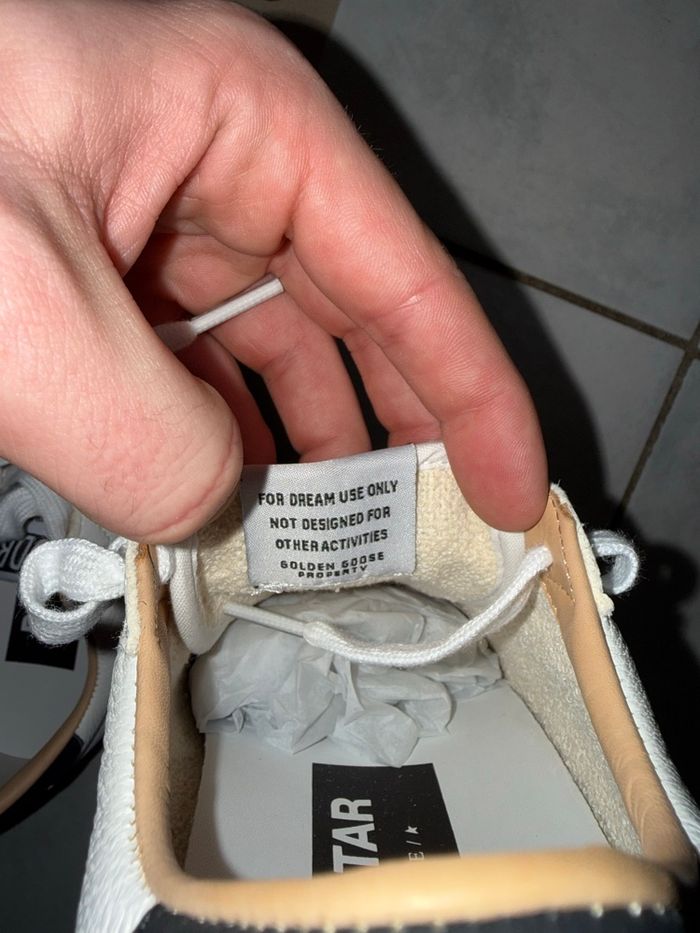 FOR DREAM USE ONLY
NOT DESIGNED FOR
OTHER ACTIVITIES
GOLDEN GOOSE
PROPERTY
TAR
E/★